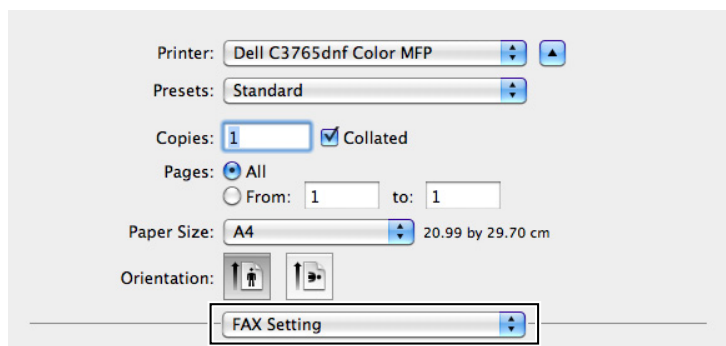 Printer: Dell C3765dnf Color MFP
Presets: Standard
Copies: 1 Collated
Pages: All
From: 1 to: 1
Paper Size: A4 20.99 by 29.70 cm
Orientation:
FAX Setting